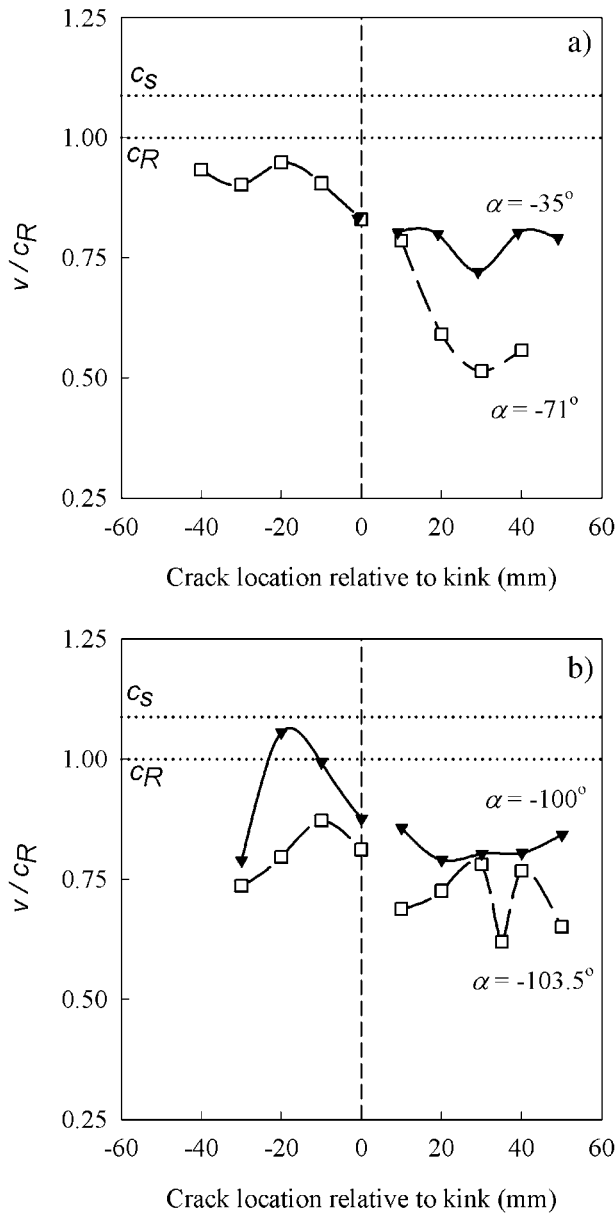 1.25
a)
c_S
1.00
c_R
α = -35°
v / c_R
0.75
0.50
α = -71°
0.25
-60 -40 -20 0 20 40 60
Crack location relative to kink (mm)
1.25
b)
c_S
1.00
c_R
α = -100°
v / c_R
0.75
0.50
α = -103.5°
0.25
-60 -40 -20 0 20 40 60
Crack location relative to kink (mm)